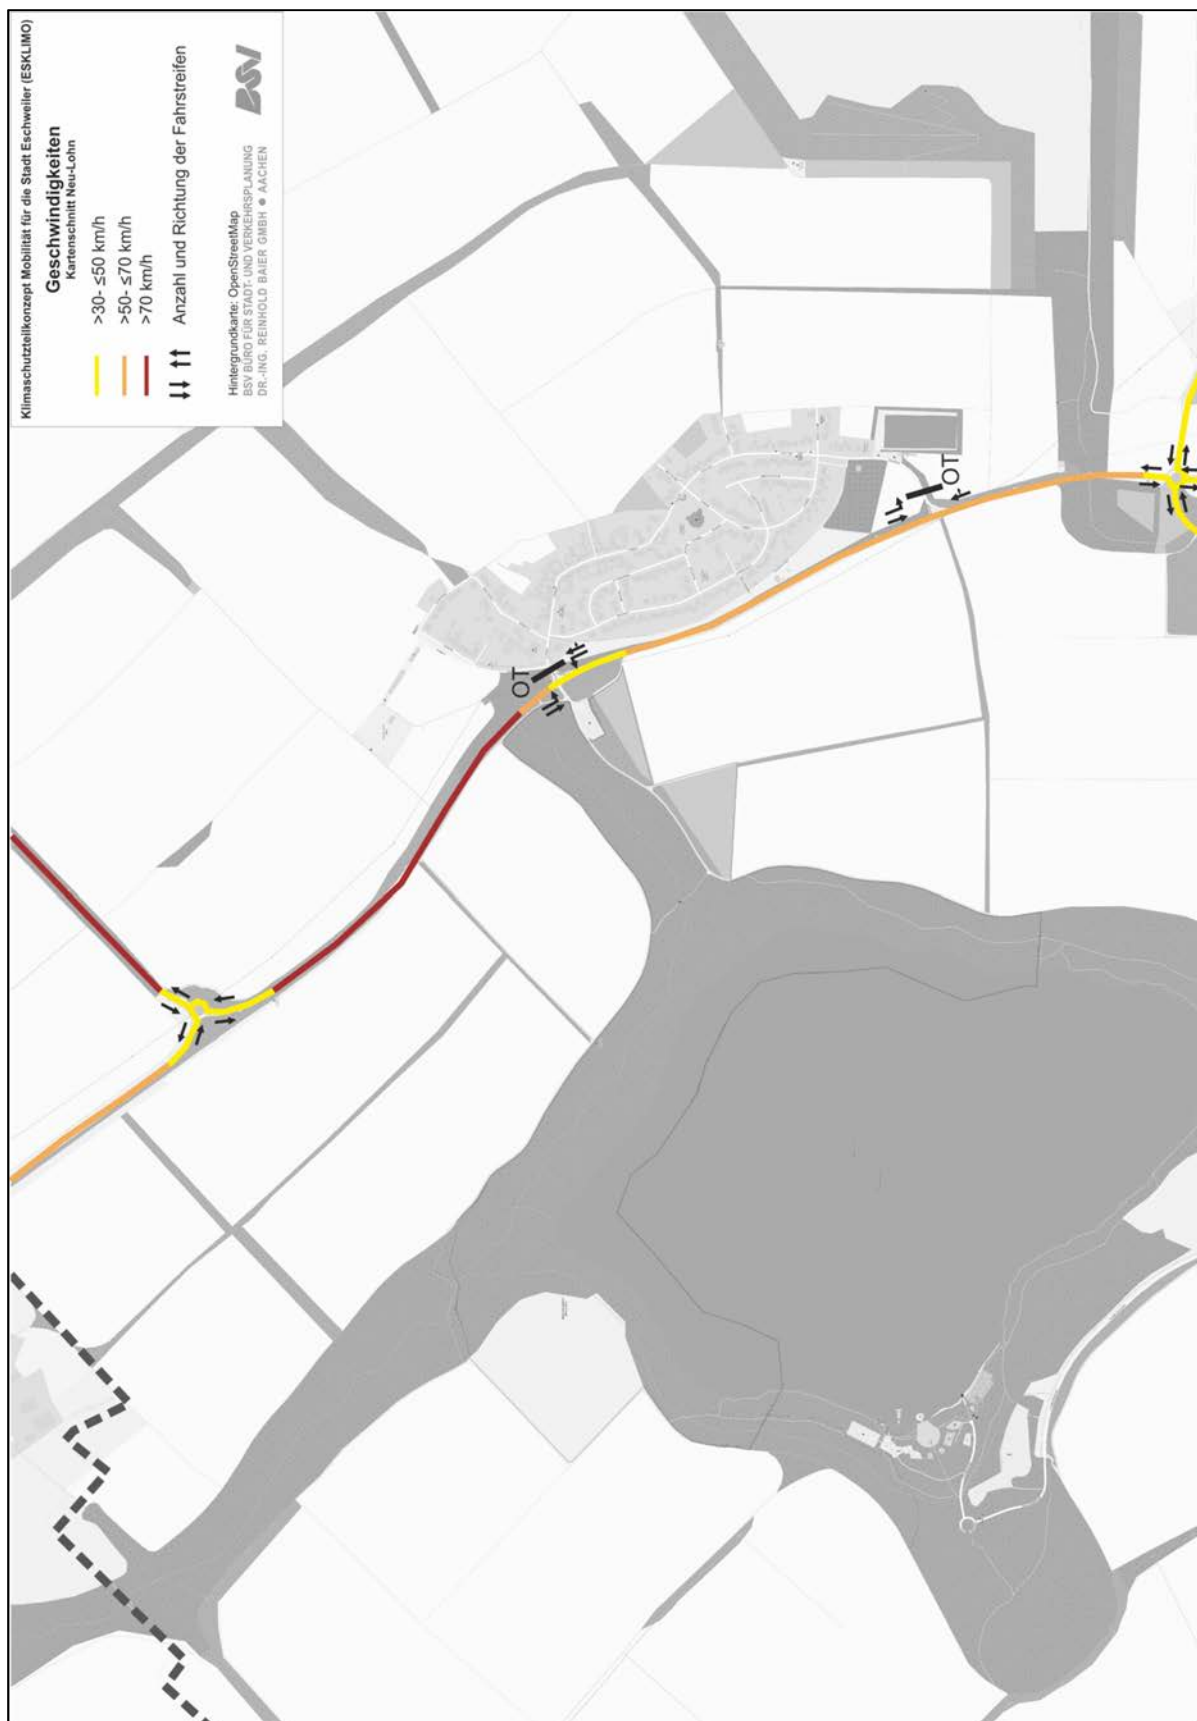 Klimaschutzteilkonzept Mobilität für die Stadt Eschweiler (ESKLIMO)
Geschwindigkeiten
Kartenschnitt Neu-Lohn
>30- ≤50 km/h
>50- ≤70 km/h
>70 km/h
Anzahl und Richtung der Fahrstreifen
Hintergrundkarte: OpenStreetMap
BSV BÜRO FÜR STADT- UND VERKEHRSPLANUNG
DR.-ING. REINHOLD BAIER GMBH ● AACHEN
BSV
OT
OT